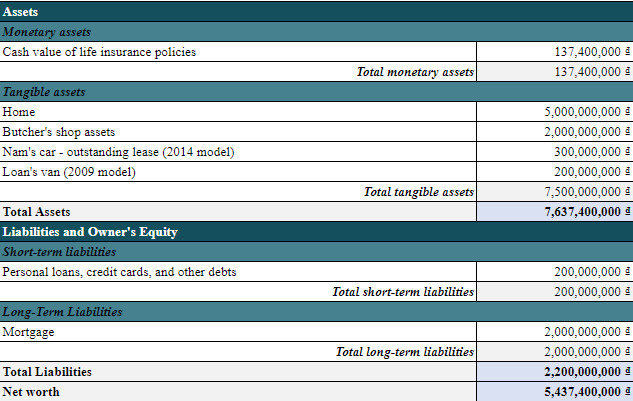 Assets
Monetary assets
Cash value of life insurance policies 137,400,000 ₫
Total monetary assets 137,400,000 ₫
Tangible assets
Home 5,000,000,000 ₫
Butcher's shop assets 2,000,000,000 ₫
Nam's car - outstanding lease (2014 model) 300,000,000 ₫
Loan's van (2009 model) 200,000,000 ₫
Total tangible assets 7,500,000,000 ₫
Total Assets 7,637,400,000 ₫
Liabilities and Owner's Equity
Short-term liabilities
Personal loans, credit cards, and other debts 200,000,000 ₫
Total short-term liabilities 200,000,000 ₫
Long-Term Liabilities
Mortgage 2,000,000,000 ₫
Total long-term liabilities 2,000,000,000 ₫
Total Liabilities 2,200,000,000 ₫
Net worth 5,437,400,000 ₫